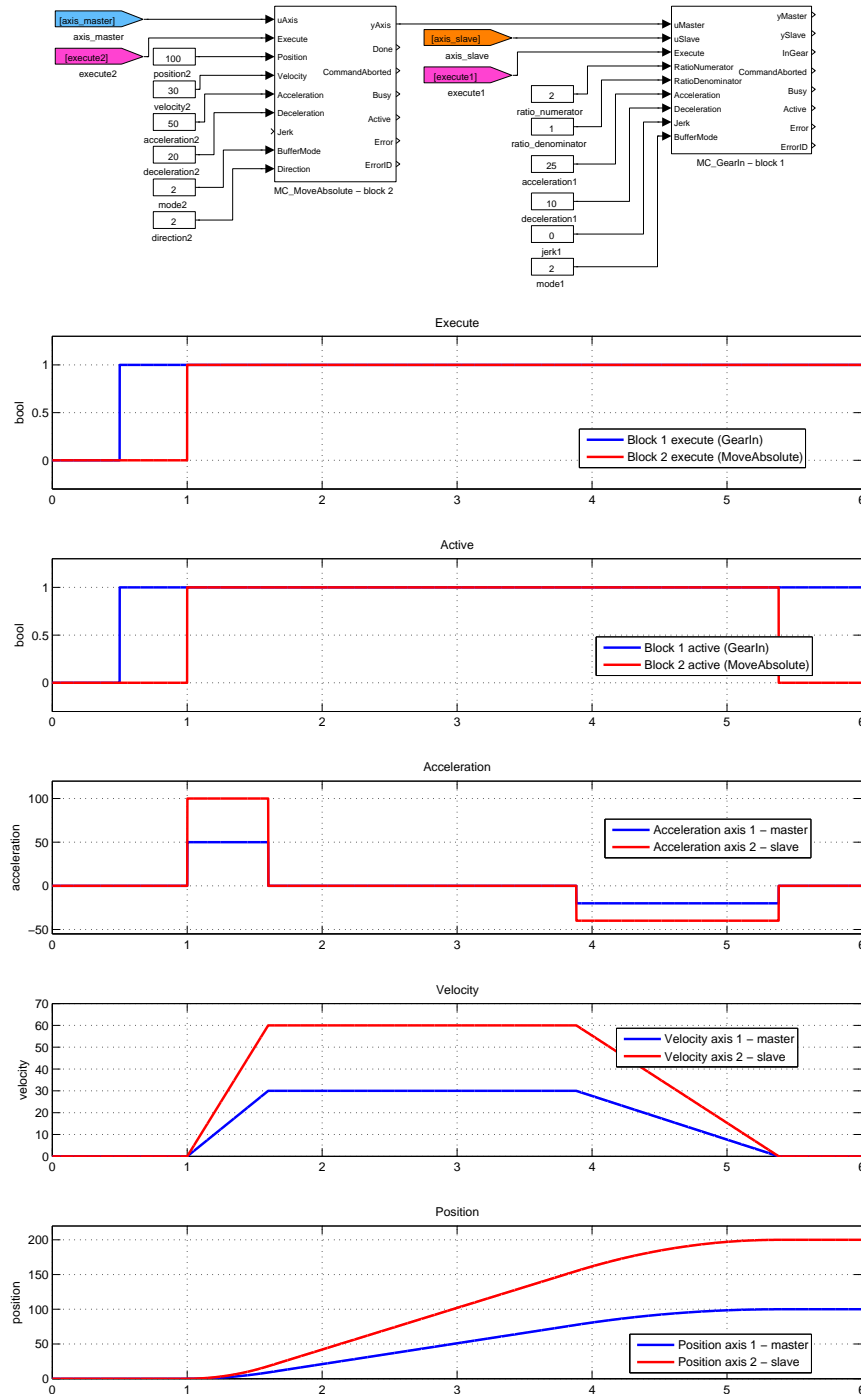 [axis_master]
axis_master
[execute2]
execute2
100
position2
30
velocity2
50
acceleration2
20
deceleration2
2
mode2
2
direction2
uAxis
Execute
Position
Velocity
Acceleration
Deceleration
Jerk
BufferMode
Direction
yAxis
Done
CommandAborted
Busy
Active
Error
ErrorID
MC_MoveAbsolute − block 2
[axis_slave]
axis_slave
[execute1]
execute1
2
ratio_numerator
1
ratio_denominator
25
acceleration1
10
deceleration1
0
jerk1
2
mode1
uMaster
uSlave
Execute
RatioNumerator
RatioDenominator
Acceleration
Deceleration
Jerk
BufferMode
yMaster
ySlave
InGear
CommandAborted
Busy
Active
Error
ErrorID
MC_GearIn − block 1
Execute
bool
1
0.5
0
Block 1 execute (GearIn)
Block 2 execute (MoveAbsolute)
0 1 2 3 4 5 6
Active
bool
1
0.5
0
Block 1 active (GearIn)
Block 2 active (MoveAbsolute)
0 1 2 3 4 5 6
Acceleration
acceleration
100
50
0
−50
Acceleration axis 1 − master
Acceleration axis 2 − slave
0 1 2 3 4 5 6
Velocity
velocity
70
60
50
40
30
20
10
0
Velocity axis 1 − master
Velocity axis 2 − slave
0 1 2 3 4 5 6
Position
position
200
150
100
50
0
Position axis 1 − master
Position axis 2 − slave
0 1 2 3 4 5 6